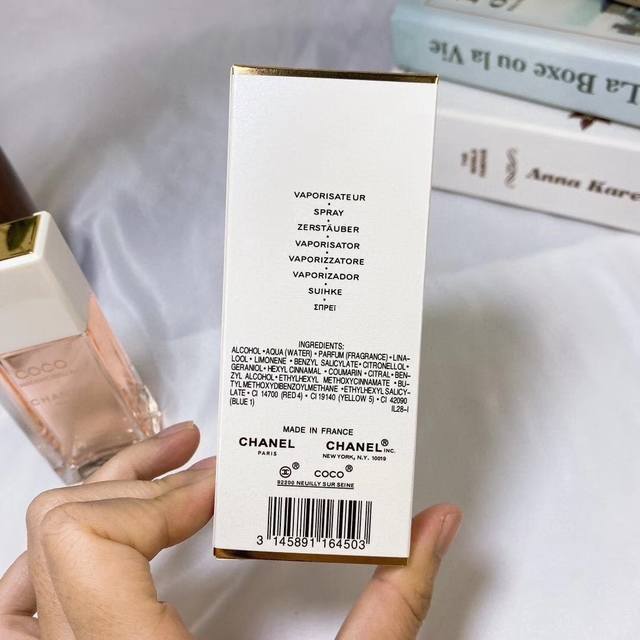 La Boxe ou la Vie
Anna Kare
VAPORISATEUR
•
SPRAY
•
ZERSTÄUBER
•
VAPORISATOR
•
VAPORIZZATORE
•
VAPORIZADOR
•
SUIHKE
•
ΣΠΡΕΪ
INGREDIENTS:
ALCOHOL • AQUA (WATER) • PARFUM (FRAGRANCE) • LINA-
LOOL • LIMONENE • BENZYL SALICYLATE • CITRONELLOL •
GERANIOL • HEXYL CINNAMAL • COUMARIN • CITRAL • BEN-
ZYL ALCOHOL • ETHYLHEXYL METHOXYCINNAMATE • BU-
TYLMETHOXYDIBENZOYLMETHANE • ETHYLHEXYL SALICY-
LATE • CI 14700 (RED 4) • CI 19140 (YELLOW 5) • CI 42090
(BLUE 1) IL28-I
MADE IN FRANCE
CHANEL CHANEL® INC.
PARIS NEW YORK, N.Y. 10019
® COCO®
92200 NEUILLY SUR SEINE
3 145891 164503
COCO
CHANEL